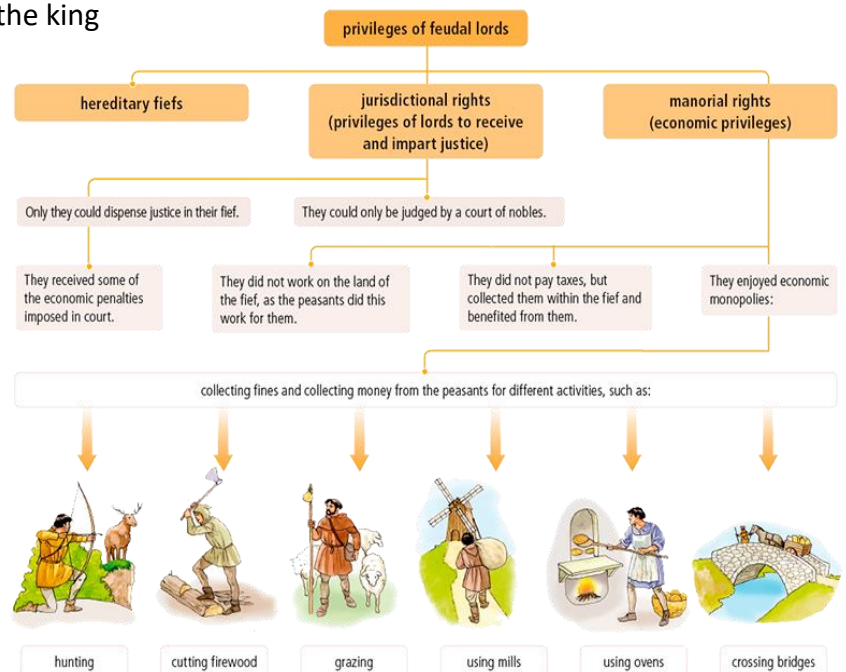 the king
privileges of feudal lords
hereditary fiefs
jurisdictional rights
(privileges of lords to receive
and impart justice)
manorial rights
(economic privileges)
Only they could dispense justice in their fief.
They could only be judged by a court of nobles.
They received some of
the economic penalties
imposed in court.
They did not work on the land of
the fief, as the peasants did this
work for them.
They did not pay taxes, but
collected them within the fief and
benefited from them.
They enjoyed economic
monopolies:
collecting fines and collecting money from the peasants for different activities, such as:
hunting
cutting firewood
grazing
using mills
using ovens
crossing bridges